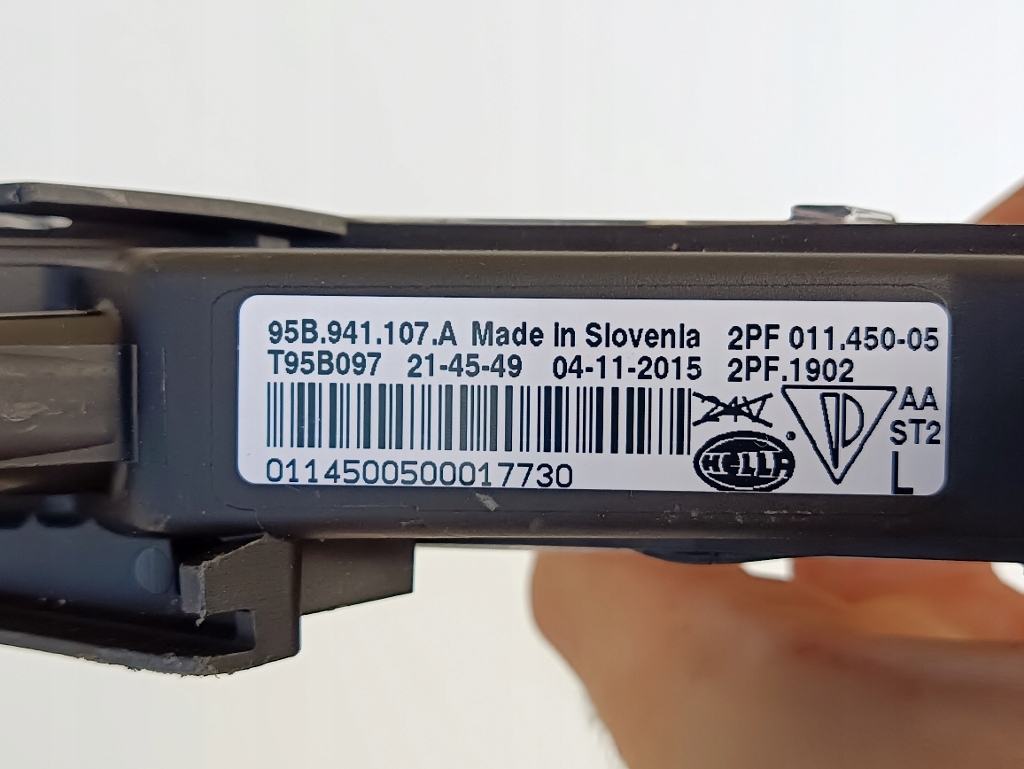 95B.941.107.A Made in Slovenia 2PF 011.450-05
T95B097 21-45-49 04-11-2015 2PF.1902
24V
AA
ST2
HELLA
L
0114500500017730